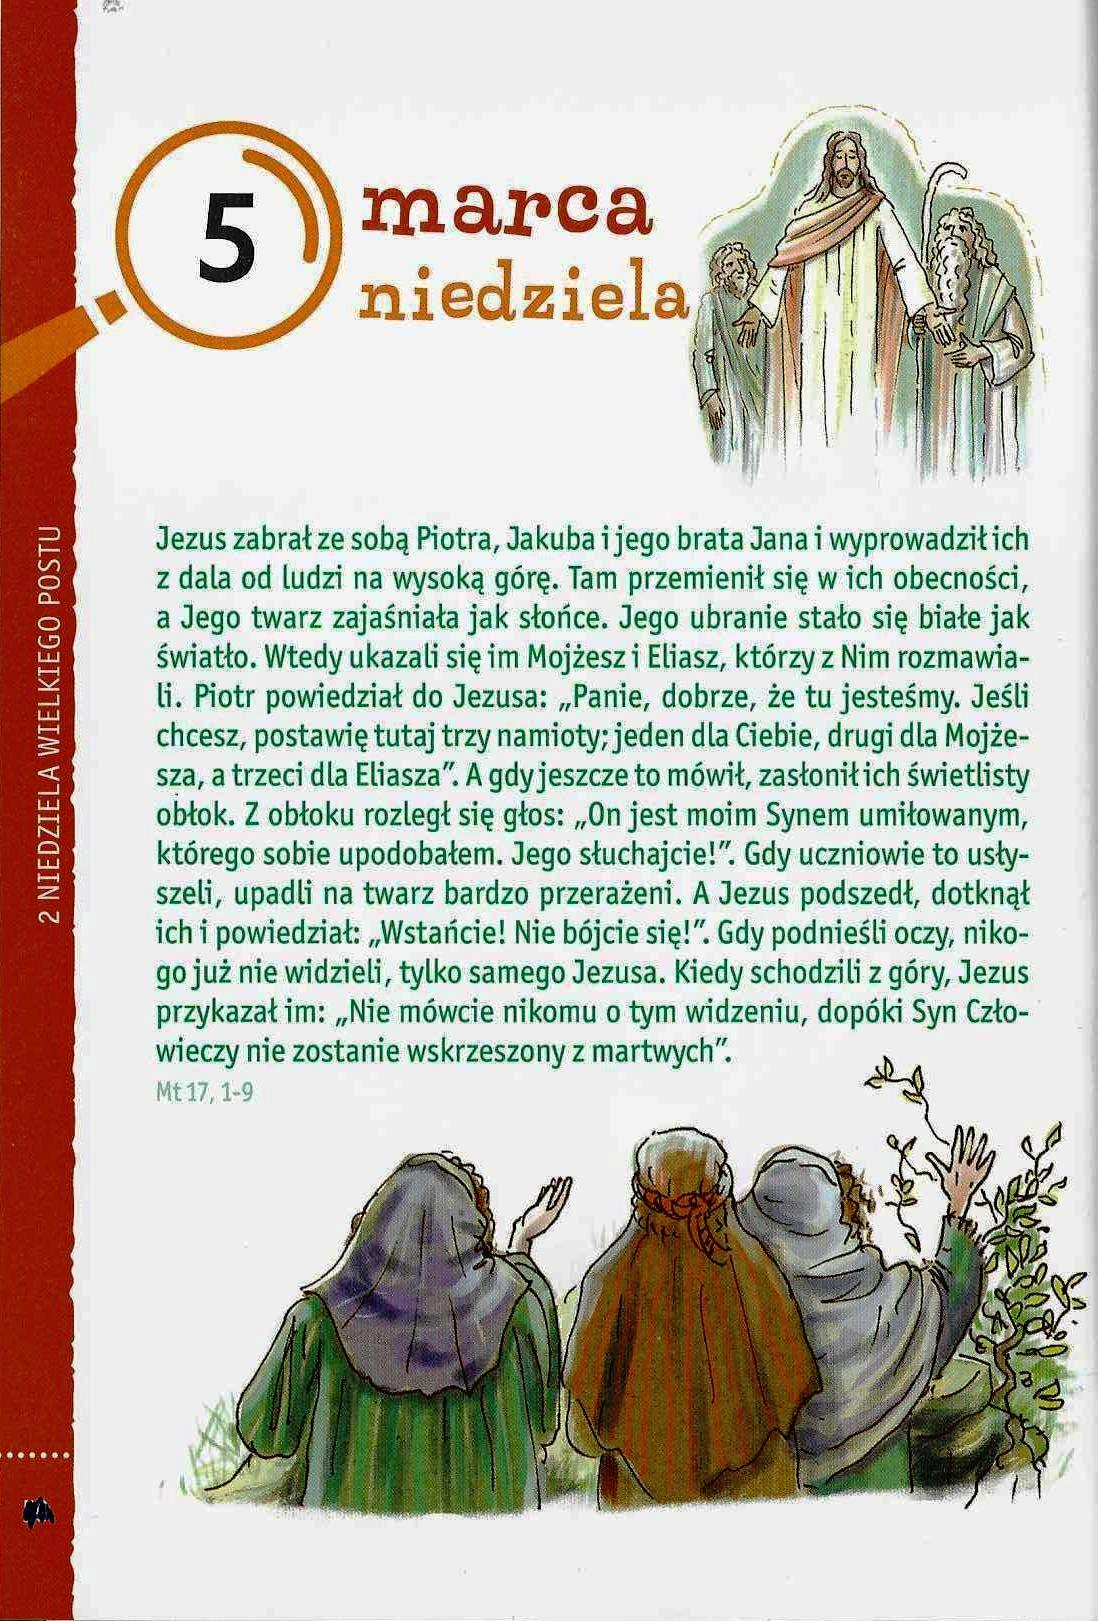 5
marca
niedziela
2 NIEDZIELA WIELKIEGO POSTU
Jezus zabrał ze sobą Piotra, Jakuba i jego brata Jana i wyprowadził ich
z dala od ludzi na wysoką górę. Tam przemienił się w ich obecności,
a Jego twarz zajaśniała jak słońce. Jego ubranie stało się białe jak
światło. Wtedy ukazali się im Mojżesz i Eliasz, którzy z Nim rozmawia-
li. Piotr powiedział do Jezusa: „Panie, dobrze, że tu jesteśmy. Jeśli
chcesz, postawię tutaj trzy namioty; jeden dla Ciebie, drugi dla Mojże-
sza, a trzeci dla Eliasza”. A gdy jeszcze to mówił, zasłonił ich świetlisty
obłok. Z obłoku rozległ się głos: „On jest moim Synem umiłowanym,
którego sobie upodobałem. Jego słuchajcie!”. Gdy uczniowie to usły-
szeli, upadli na twarz bardzo przerażeni. A Jezus podszedł, dotknął
ich i powiedział: „Wstańcie! Nie bójcie się!”. Gdy podnieśli oczy, niko-
go już nie widzieli, tylko samego Jezusa. Kiedy schodzili z góry, Jezus
przykazał im: „Nie mówcie nikomu o tym widzeniu, dopóki Syn Czło-
wieczy nie zostanie wskrzeszony z martwych”.
Mt 17, 1-9